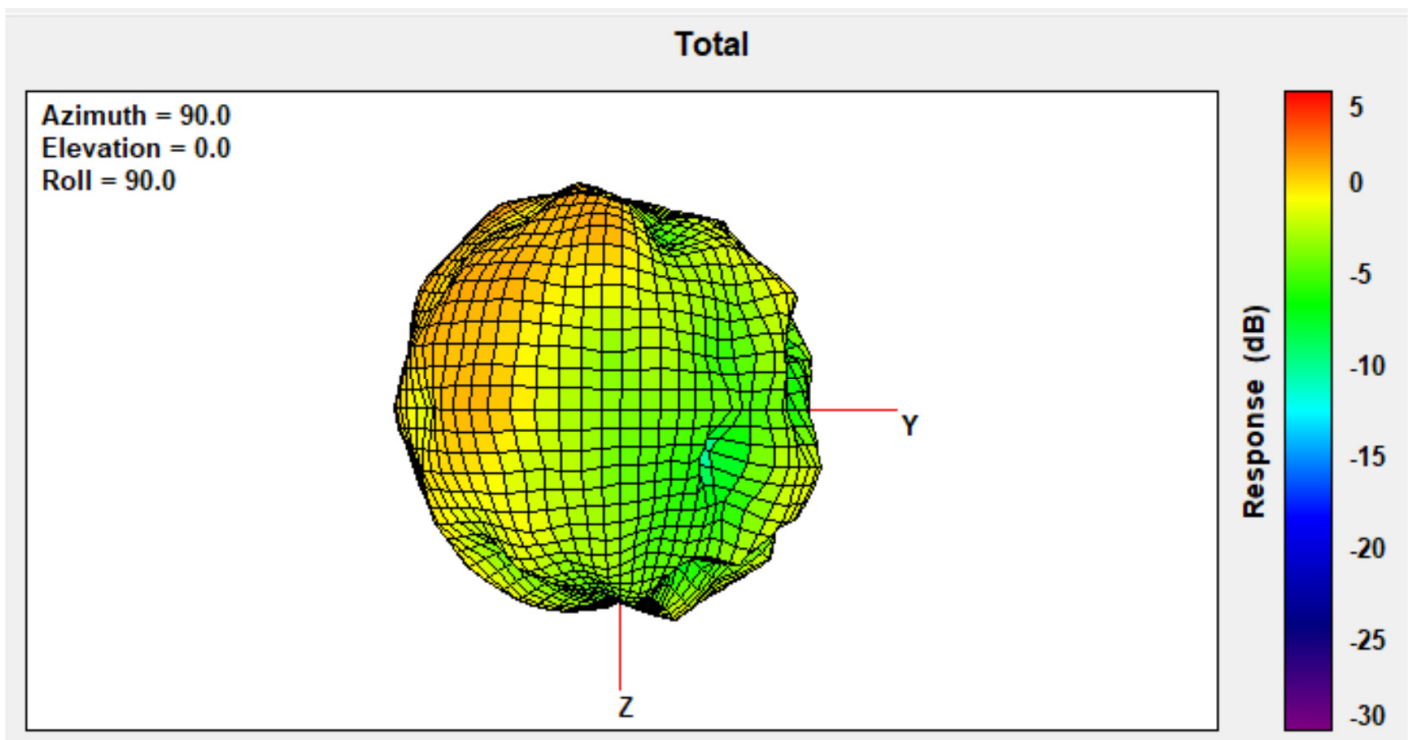 Total
Azimuth = 90.0
Elevation = 0.0
Roll = 90.0
Y
Z
5
0
-5
-10
-15
-20
-25
-30
Response (dB)